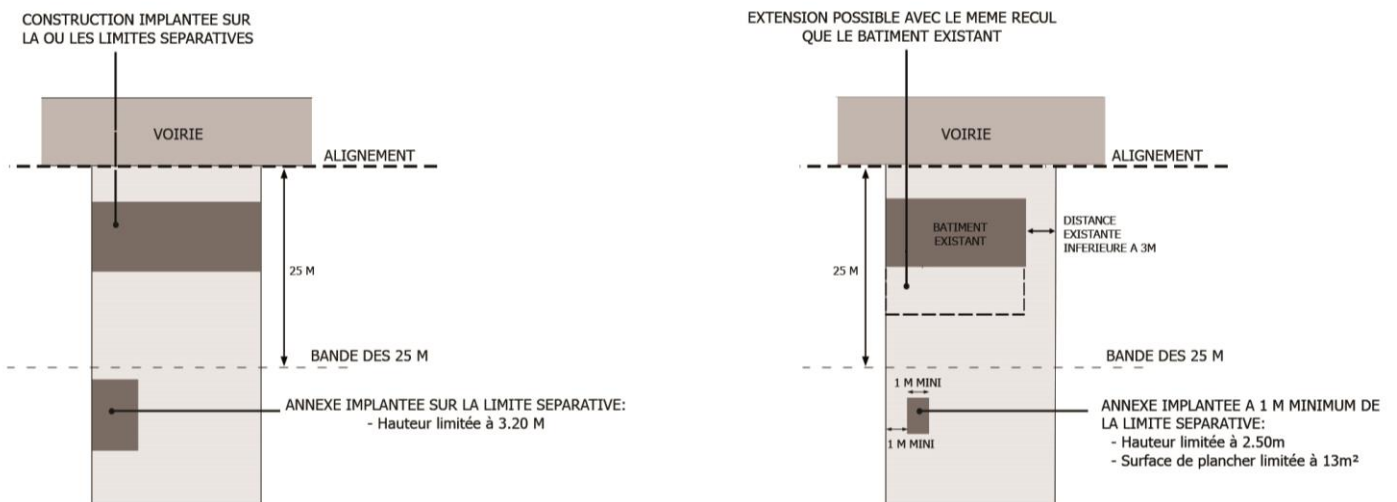 CONSTRUCTION IMPLANTEE SUR
LA OU LES LIMITES SEPARATIVES
VOIRIE
ALIGNEMENT
25 M
BANDE DES 25 M
ANNEXE IMPLANTEE SUR LA LIMITE SEPARATIVE:
- Hauteur limitée à 3.20 M
EXTENSION POSSIBLE AVEC LE MEME RECUL
QUE LE BATIMENT EXISTANT
VOIRIE
ALIGNEMENT
BATIMENT
EXISTANT
DISTANCE
EXISTANTE
INFERIEURE A 3M
25 M
BANDE DES 25 M
1 M MINI
1 M MINI
ANNEXE IMPLANTEE A 1 M MINIMUM DE
LA LIMITE SEPARATIVE:
- Hauteur limitée à 2.50m
- Surface de plancher limitée à 13m²